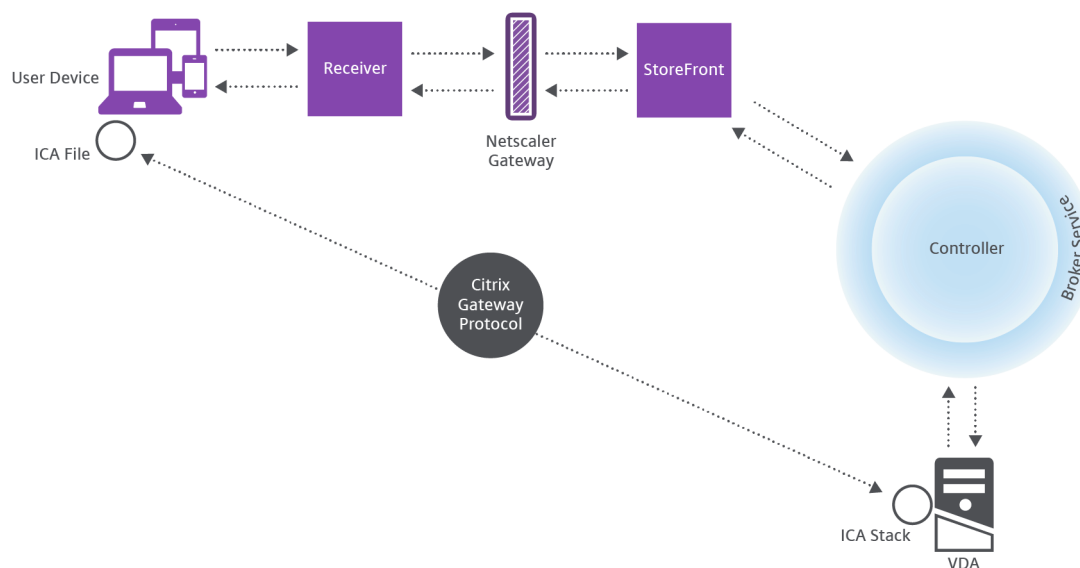 User Device
Receiver
StoreFront
Netscaler
Gateway
ICA File
Controller
Broker Service
Citrix
Gateway
Protocol
ICA Stack
VDA